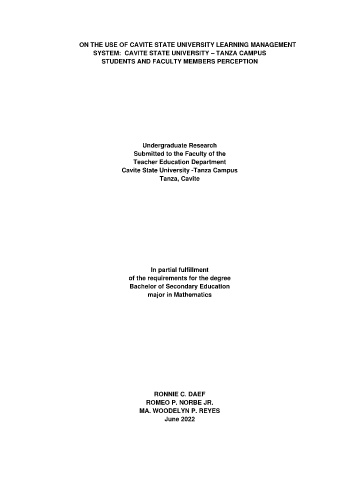 ON THE USE OF CAVITE STATE UNIVERSITY LEARNING MANAGEMENT
SYSTEM: CAVITE STATE UNIVERSITY – TANZA CAMPUS
STUDENTS AND FACULTY MEMBERS PERCEPTION
Undergraduate Research
Submitted to the Faculty of the
Teacher Education Department
Cavite State University -Tanza Campus
Tanza, Cavite
In partial fulfillment
of the requirements for the degree
Bachelor of Secondary Education
major in Mathematics
RONNIE C. DAEF
ROMEO P. NORBE JR.
MA. WOODELYN P. REYES
June 2022